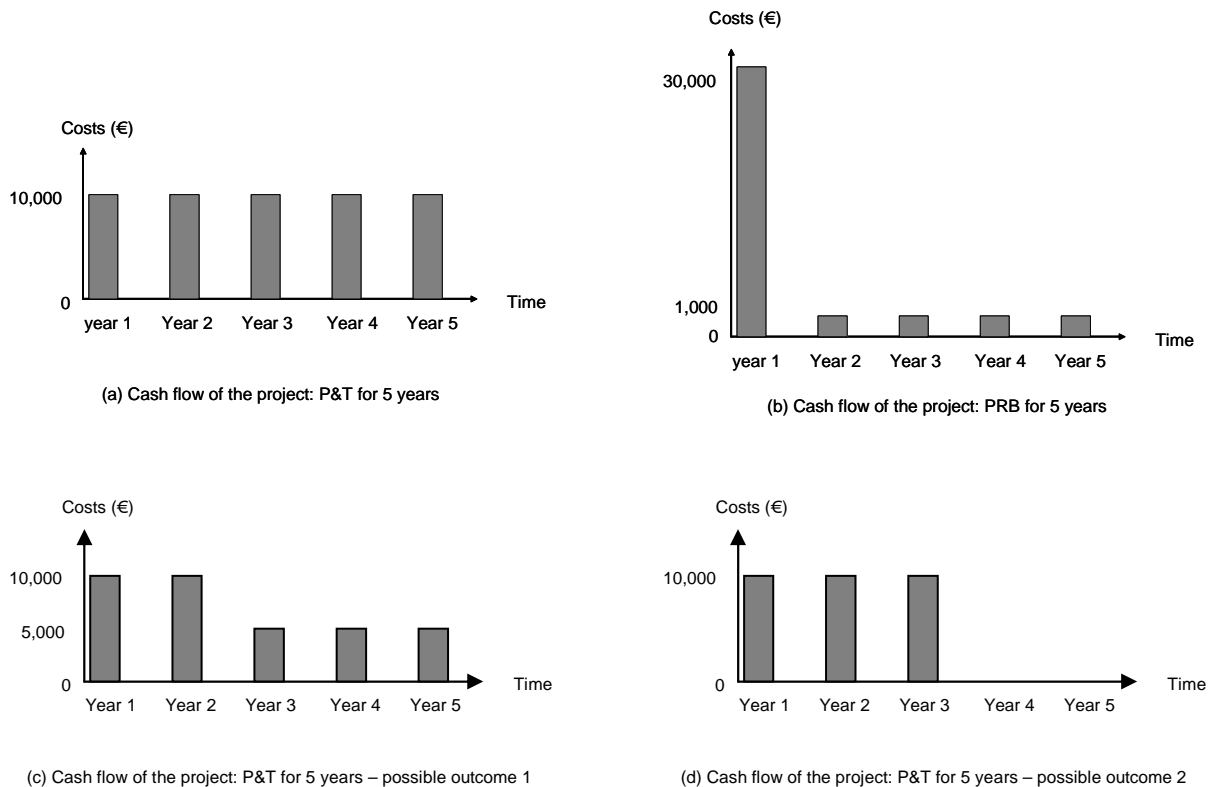 Costs (€)
10,000
0
Time
year 1 Year 2 Year 3 Year 4 Year 5
(a) Cash flow of the project: P&T for 5 years
Costs (€)
30,000
1,000
0
Time
year 1 Year 2 Year 3 Year 4 Year 5
(b) Cash flow of the project: PRB for 5 years
Costs (€)
10,000
5,000
0
Time
Year 1 Year 2 Year 3 Year 4 Year 5
(c) Cash flow of the project: P&T for 5 years – possible outcome 1
Costs (€)
10,000
0
Time
Year 1 Year 2 Year 3 Year 4 Year 5
(d) Cash flow of the project: P&T for 5 years – possible outcome 2